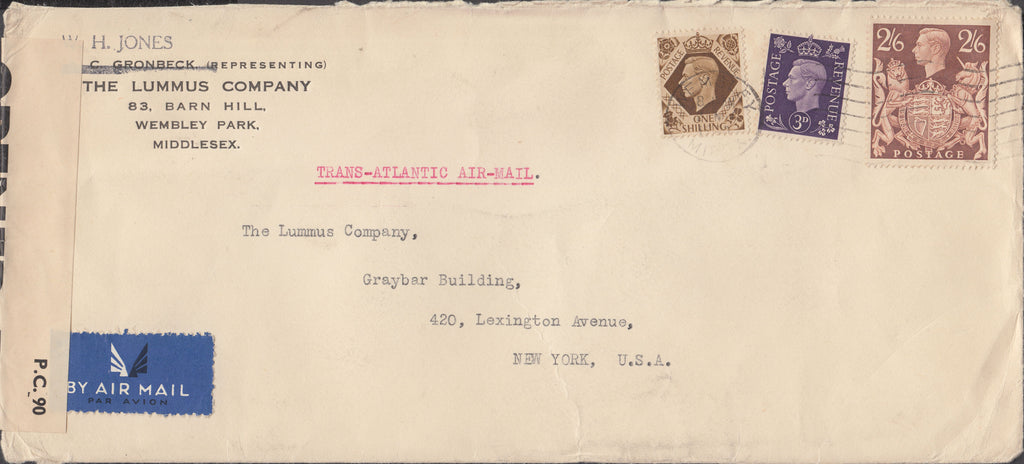 H. JONES
C. GRONBECK, (REPRESENTING)
THE LUMMUS COMPANY
83, BARN HILL,
WEMBLEY PARK,
MIDDLESEX.
POSTAGE REVENUE
ONE
SHILLING
POSTAGE REVENUE
3D
2/6 2/6
POSTAGE
TRANS-ATLANTIC AIR-MAIL.
The Lummus Company,
Graybar Building,
420, Lexington Avenue,
NEW YORK, U.S.A.
P.C. 90
BY AIR MAIL
PAR AVION